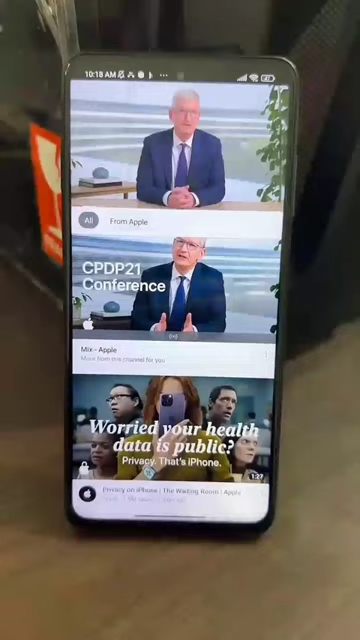 10:18 AM
All
From Apple
CPDP21
Conference
Mix - Apple
More from this channel for you
Worried your health
data is public?
Privacy. That's iPhone.
1:27
Privacy on iPhone | The Waiting Room | Apple